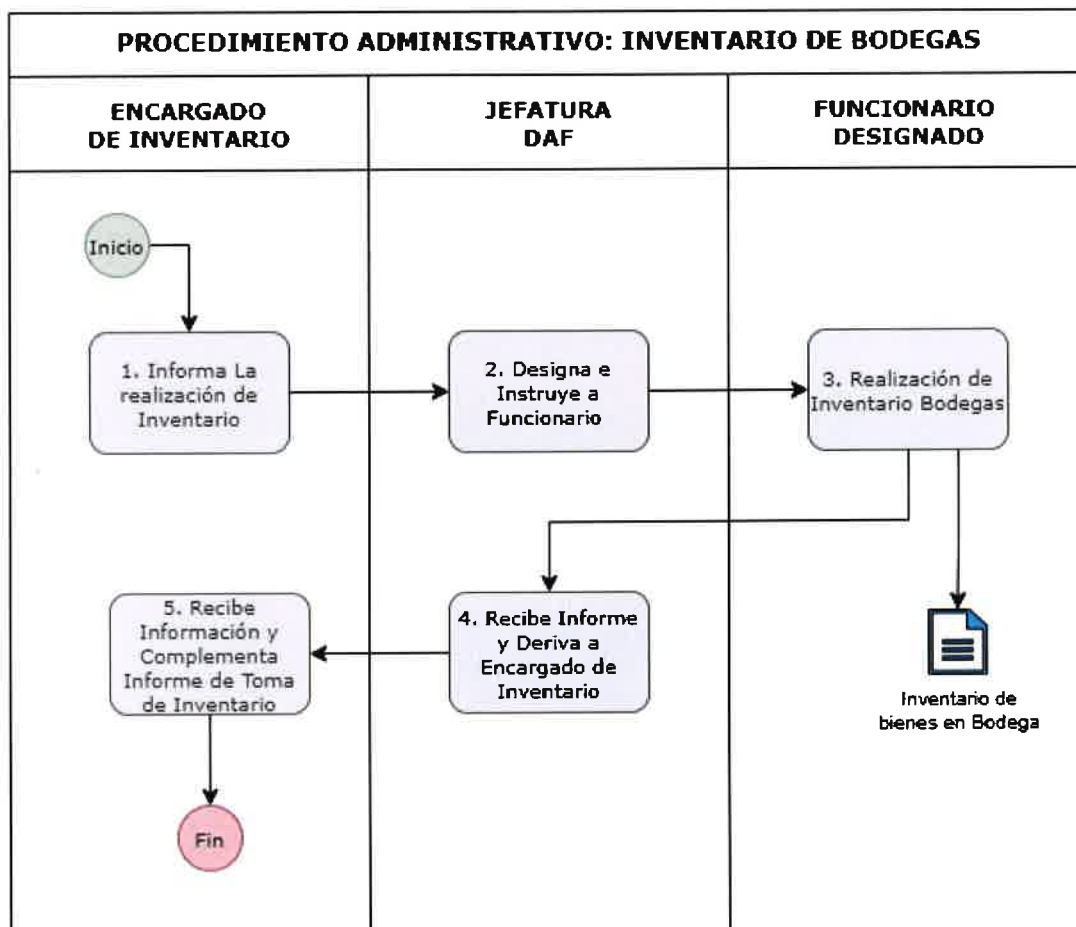 PROCEDIMIENTO ADMINISTRATIVO: INVENTARIO DE BODEGAS
ENCARGADO
DE INVENTARIO
JEFATURA
DAF
FUNCIONARIO
DESIGNADO
Inicio
1. Informa La
realización de
Inventario
2. Designa e
Instruye a
Funcionario
3. Realización de
Inventario Bodegas
4. Recibe Informe
y Deriva a
Encargado de
Inventario
5. Recibe
Información y
Complementa
Informe de Toma
de Inventario
Inventario de
bienes en Bodega
Fin